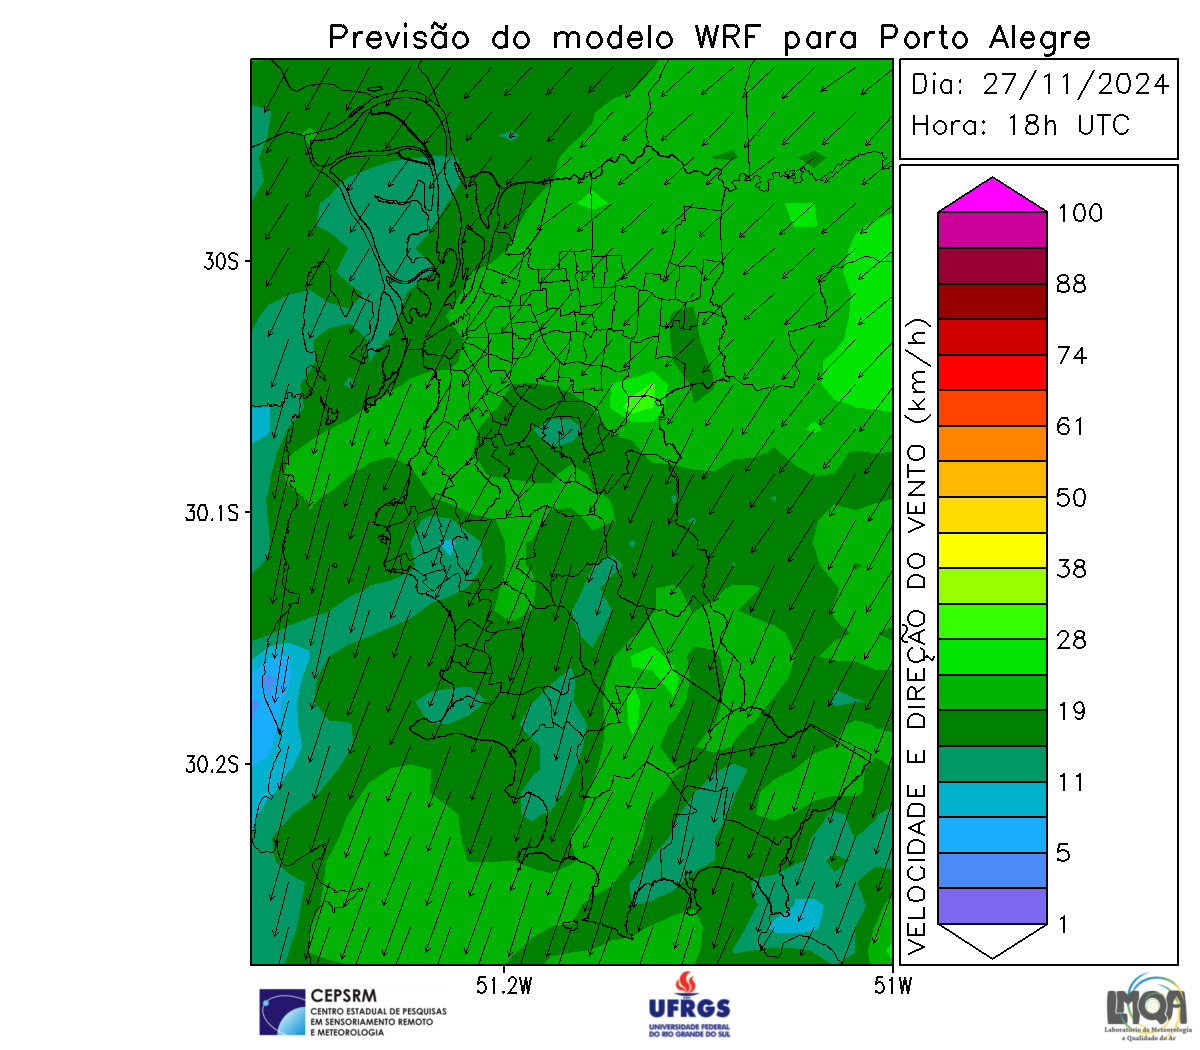 Previsão do modelo WRF para Porto Alegre
Dia: 27/11/2024
Hora: 18h UTC
30S
30.1S
30.2S
51.2W
51W
VELOCIDADE E DIREÇÃO DO VENTO (km/h)
100
88
74
61
50
38
28
19
11
5
1
CEPSRM
CENTRO ESTADUAL DE PESQUISAS
EM SENSORIAMENTO REMOTO
E METEOROLOGIA
UFRGS
UNIVERSIDADE FEDERAL
DO RIO GRANDE DO SUL
LMQA
Laboratório de Meteorologia
e Qualidade do Ar